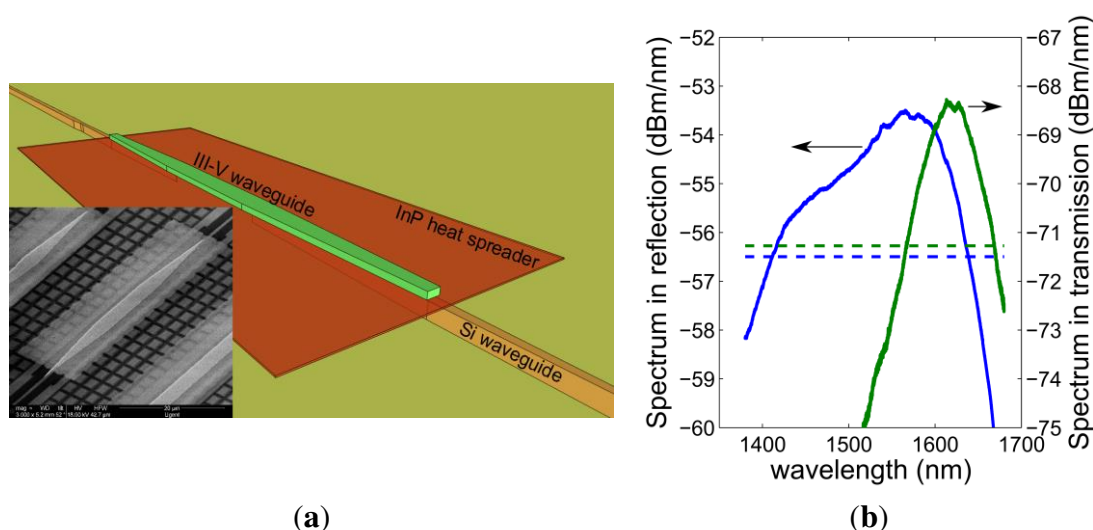 III-V waveguide
InP heat spreader
Si waveguide
20 µm
(a)
Spectrum in reflection (dBm/nm)
−52
−53
−54
−55
−56
−57
−58
−59
−60
1400
1500
1600
1700
wavelength (nm)
−67
−68
−69
−70
−71
−72
−73
−74
−75
Spectrum in transmission (dBm/nm)
(b)